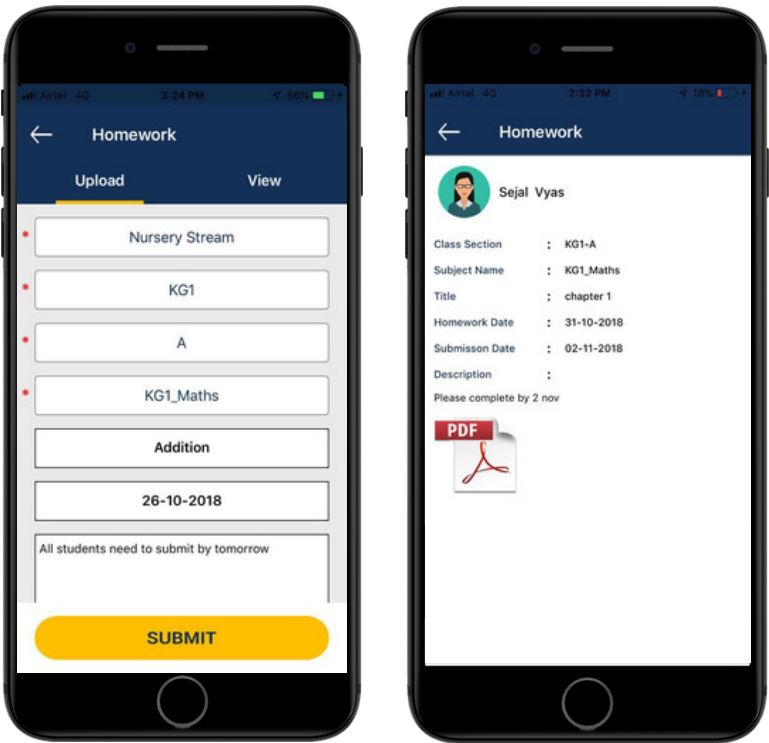 Airtel 4G 3:24 PM 56%
Homework
Upload View
* Nursery Stream
* KG1
* A
* KG1_Maths
Addition
26-10-2018
All students need to submit by tomorrow
SUBMIT
Airtel 4G 2:32 PM 18%
Homework
Sejal Vyas
Class Section : KG1-A
Subject Name : KG1_Maths
Title : chapter 1
Homework Date : 31-10-2018
Submisson Date : 02-11-2018
Description :
Please complete by 2 nov
PDF